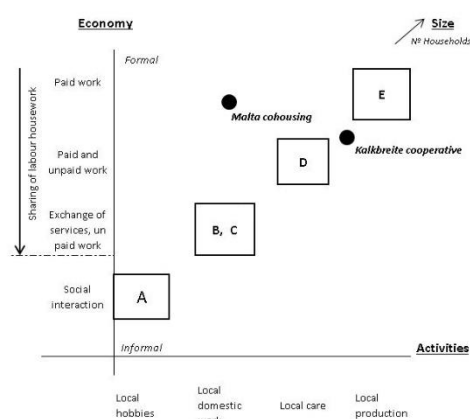 Economy
Size
Nº Households
Formal
Paid work
E
Malta cohousing
Kalkbreite cooperative
Paid and
unpaid work
D
Sharing of labour housework
Exchange of
services, un
paid work
B, C
Social
interaction
A
Informal
Activities
Local
hobbies
Local
domestic
Local care
Local
production